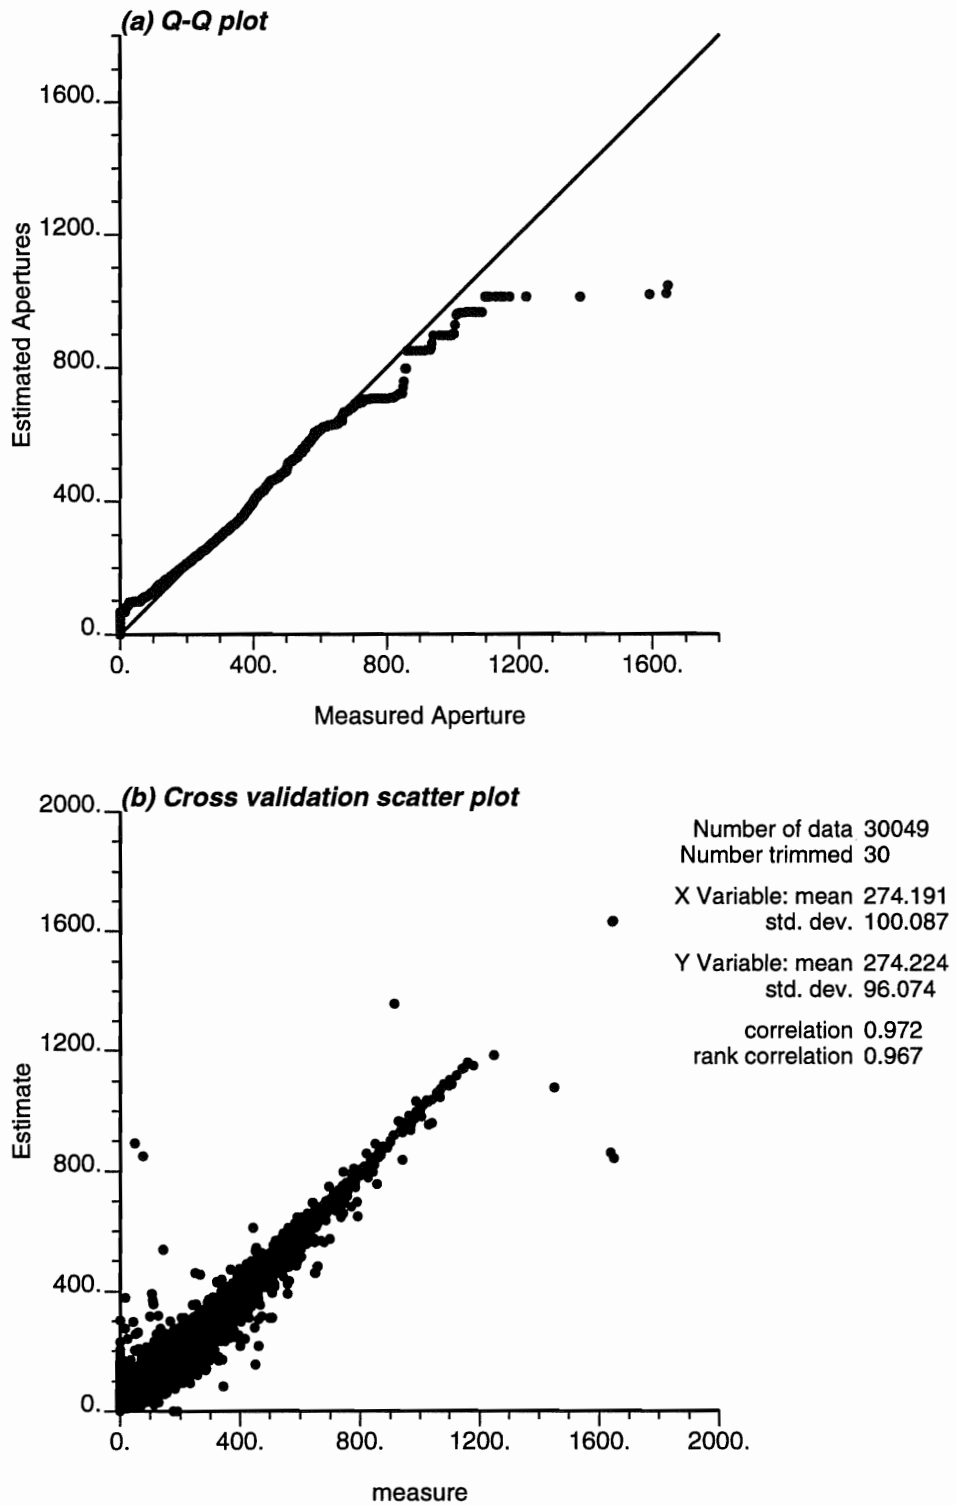 (a) Q-Q plot
1600.
1200.
800.
400.
0.
Estimated Apertures
0. 400. 800. 1200. 1600.
Measured Aperture
(b) Cross validation scatter plot
2000.
1600.
1200.
800.
400.
0.
Estimate
0. 400. 800. 1200. 1600. 2000.
measure
Number of data 30049
Number trimmed 30
X Variable: mean 274.191
std. dev. 100.087
Y Variable: mean 274.224
std. dev. 96.074
correlation 0.972
rank correlation 0.967